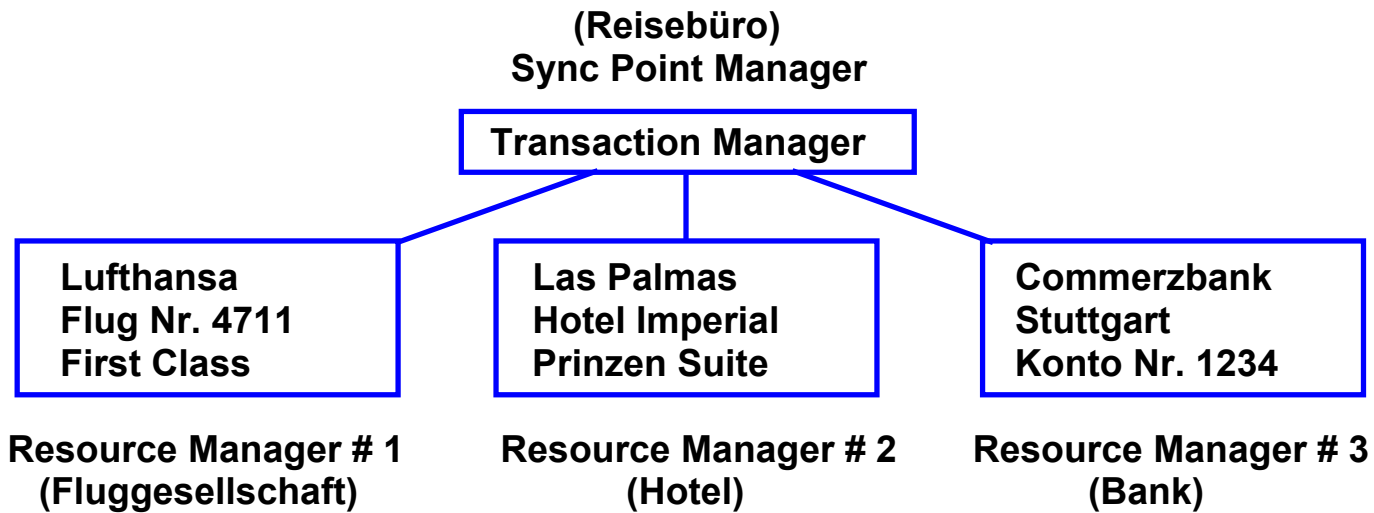 (Reisebüro)
Sync Point Manager
Transaction Manager
Lufthansa
Flug Nr. 4711
First Class
Las Palmas
Hotel Imperial
Prinzen Suite
Commerzbank
Stuttgart
Konto Nr. 1234
Resource Manager # 1
(Fluggesellschaft)
Resource Manager # 2
(Hotel)
Resource Manager # 3
(Bank)